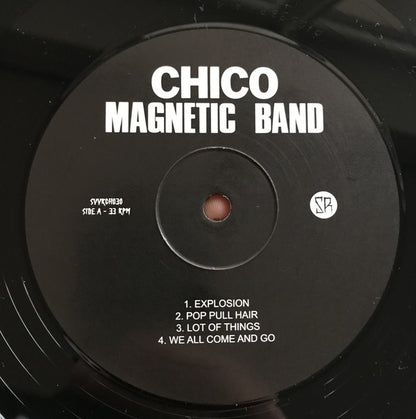 CHICO
MAGNETIC BAND
SVVRCH030
SIDE A - 33 RPM
SR
1. EXPLOSION
2. POP PULL HAIR
3. LOT OF THINGS
4. WE ALL COME AND GO